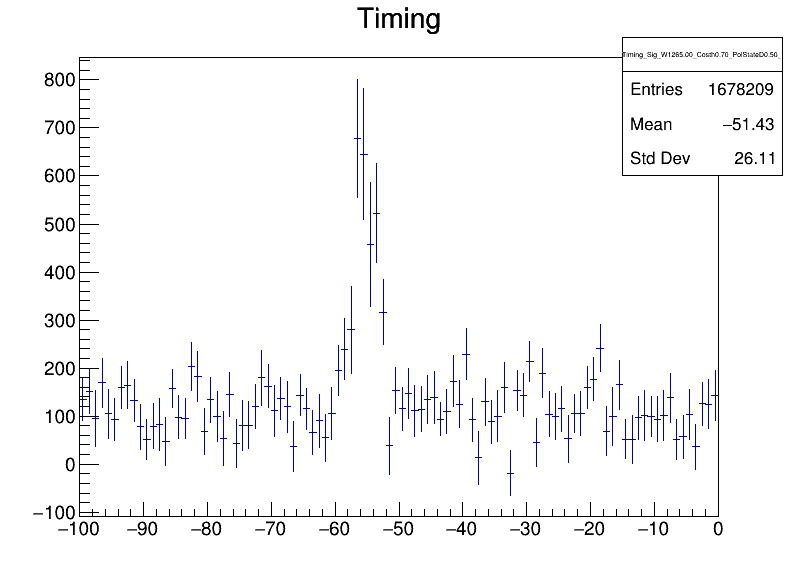 Timing
Timing_Sig_W1265.00_Costh0.70_PolStateD0.50_
Entries 1678209
Mean −51.43
Std Dev 26.11
800
700
600
500
400
300
200
100
0
−100
−100 −90 −80 −70 −60 −50 −40 −30 −20 −10 0